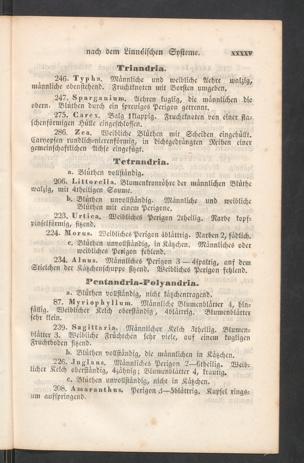 nach dem Linnéischen Systeme. XXXXV
Triandria.
246. Typha. Männliche und weibliche Aehre walzig,
männliche obenstehend. Fruchtknoten mit Borsten umgeben.
247. Sparganium. Aehren kuglig, die männlichen die
obern. Blüthen durch ein spreuiges Perigon getrennt.
275. Carex. Balg 1klappig. Fruchtknoten von einer fla-
schenförmigen Hülle eingeschlossen.
286. Zea. Weibliche Blüthen mit Scheiden eingehüllt.
Caryopsen rundlich-nierenförmig, in dichtgedrängten Reihen einer
gemeinschaftlichen Achse eingefügt.
Tetrandria.
a. Blüthen vollständig.
206. Littorella. Blumenkronröhre der männlichen Blüthe
walzig, mit 4theiligem Saume.
b. Blüthen unvollständig. Männliche und weibliche
Blüthen mit einem Perigone.
223. Urtica. Weibliches Perigon 2theilig. Narbe kopf-
pinselförmig, sitzend.
224. Morus. Weibliches Perigon 4blättrig. Narben 2, fädlich.
c. Blüthen unvollständig, in Kätzchen. Männliches oder
weibliches Perigon fehlend.
234. Alnus. Männliches Perigon 3—4spaltig, auf dem
Stielchen der Kätzchenschuppe sitzend. Weibliches Perigon fehlend.
Pentandria-Polyandria.
a. Blüthen vollständig, nicht kätzchentragend.
87. Myriophyllum. Männliche Blumenblätter 4, hin-
fällig. Weibliche Kelch oberständig, 4blättrig. Blumenblätter
sehr klein.
239. Sagittaria. Männlicher Kelch 3theilig. Blumen-
blätter 3. Weibliche Früchtchen sehr viele, auf einem kugligen
Fruchtboden sitzend.
b. Blüthen vollständig, die männlichen in Kätzchen.
126. Juglans. Männliches Perigon 2—6theilig. Weib-
licher Kelch oberständig, 4zähnig; Blumenblätter 4, krautig.
c. Blüthen unvollständig, nicht in Kätzchen.
208. Amaranthus. Perigon 3—5blättrig. Kapsel rings-
um aufspringend.